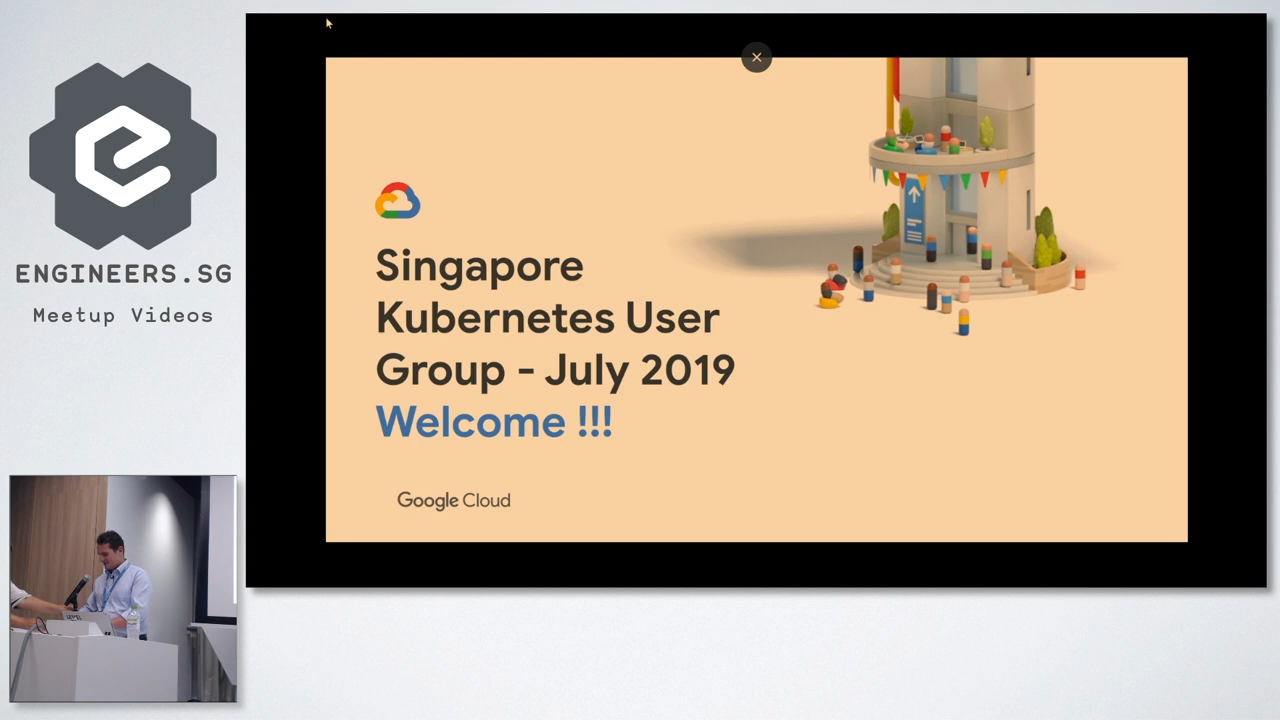 ENGINEERS.SG
Meetup Videos
Singapore
Kubernetes User
Group - July 2019
Welcome !!!
Google Cloud